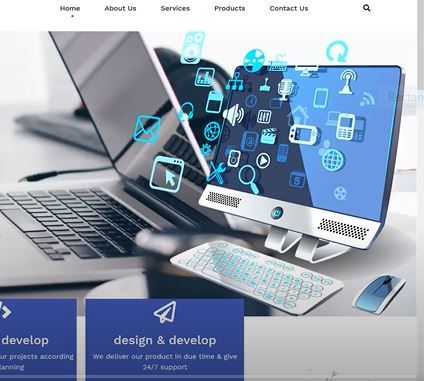 Home About Us Services Products Contact Us
Rectan
5
develop
ur projects according
lanning
design & develop
We deliver our product in due time & give
24/7 support